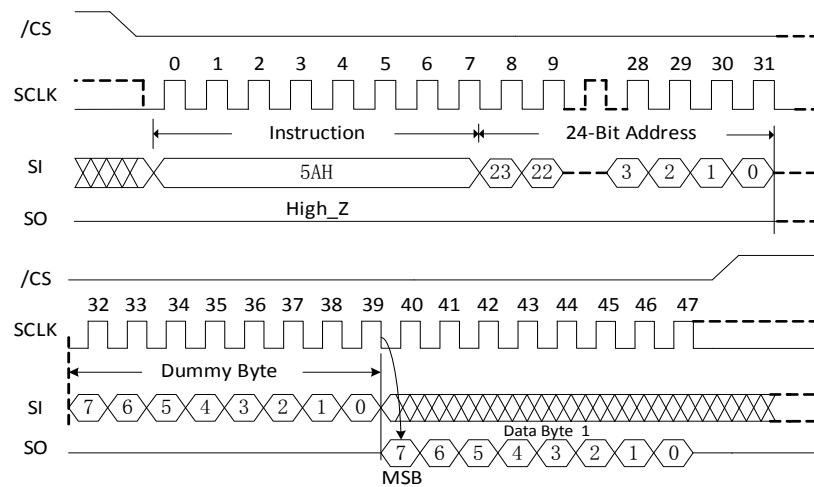 /CS
0 1 2 3 4 5 6 7 8 9 28 29 30 31
SCLK
Instruction 24-Bit Address
SI 5AH 23 22 3 2 1 0
High_Z
SO
/CS
32 33 34 35 36 37 38 39 40 41 42 43 44 45 46 47
SCLK
Dummy Byte
SI 7 6 5 4 3 2 1 0
Data Byte 1
SO 7 6 5 4 3 2 1 0
MSB